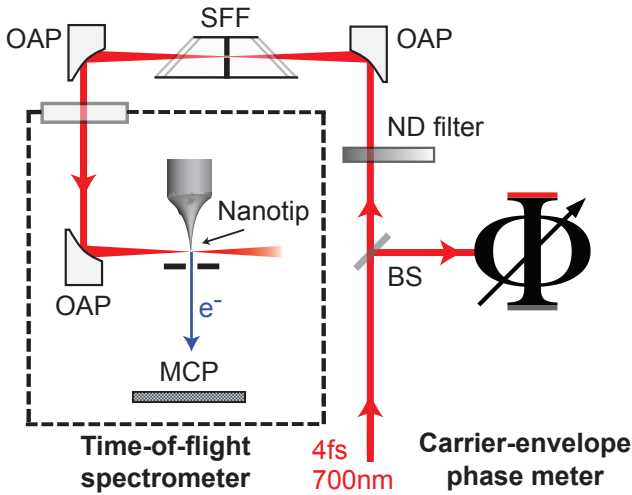 SFF
OAP
OAP
ND filter
Nanotip
OAP
BS
e⁻
MCP
Time-of-flight
spectrometer
4fs
700nm
Carrier-envelope
phase meter
Φ